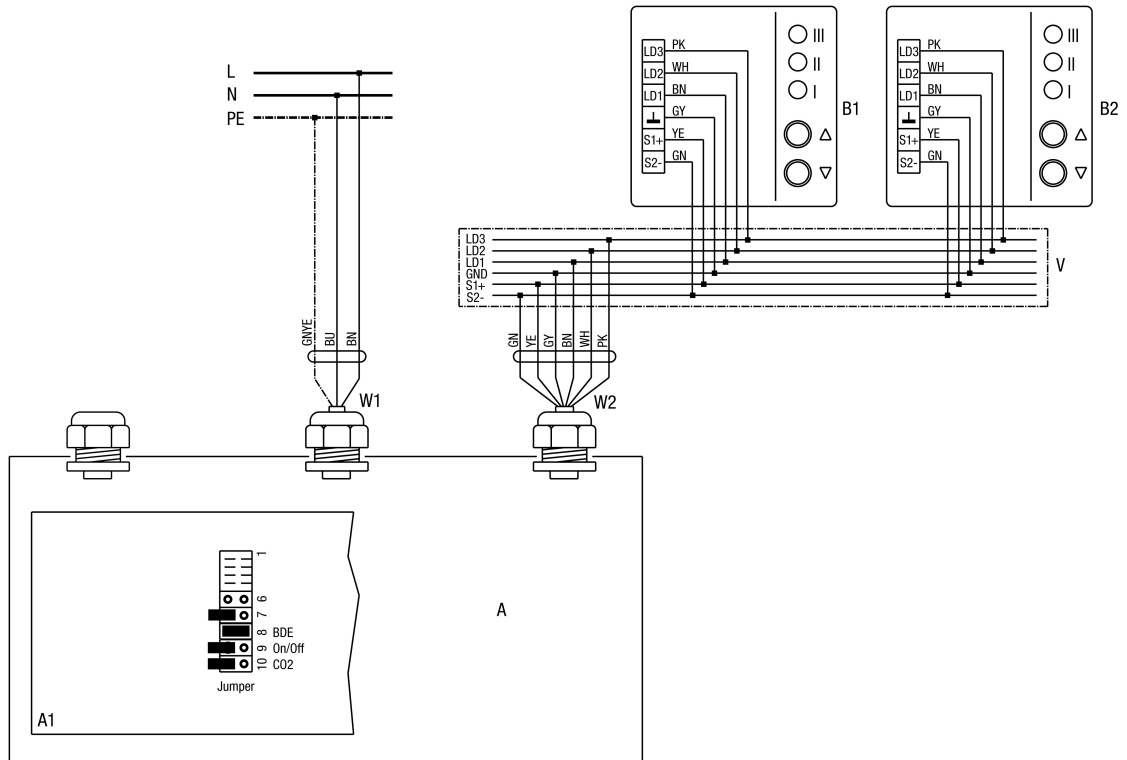 L
N
PE
GNYE
BU
BN
W1
LD3
LD2
LD1
S1+
S2-
PK
WH
BN
GY
YE
GN
III
II
I
B1
LD3
LD2
LD1
S1+
S2-
PK
WH
BN
GY
YE
GN
III
II
I
B2
LD3
LD2
LD1
GND
S1+
S2-
V
GN
YE
GY
BN
WH
PK
W2
1
6
7
8 BDE
9 On/Off
10 CO2
Jumper
A
A1